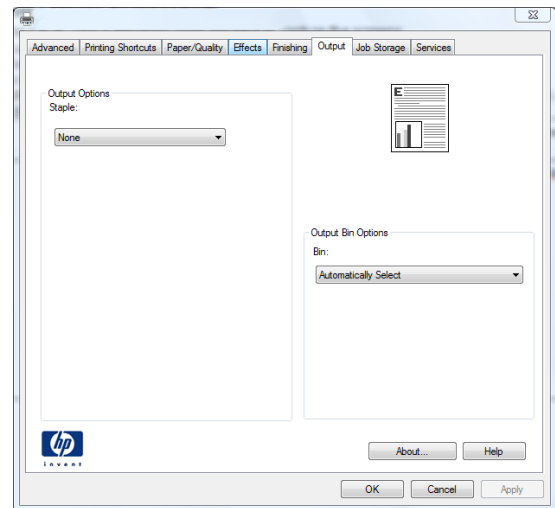 Advanced Printing Shortcuts Paper/Quality Effects Finishing Output Job Storage Services
Output Options
Staple:
None
E
Output Bin Options
Bin:
Automatically Select
hp
invent
About... Help
OK Cancel Apply